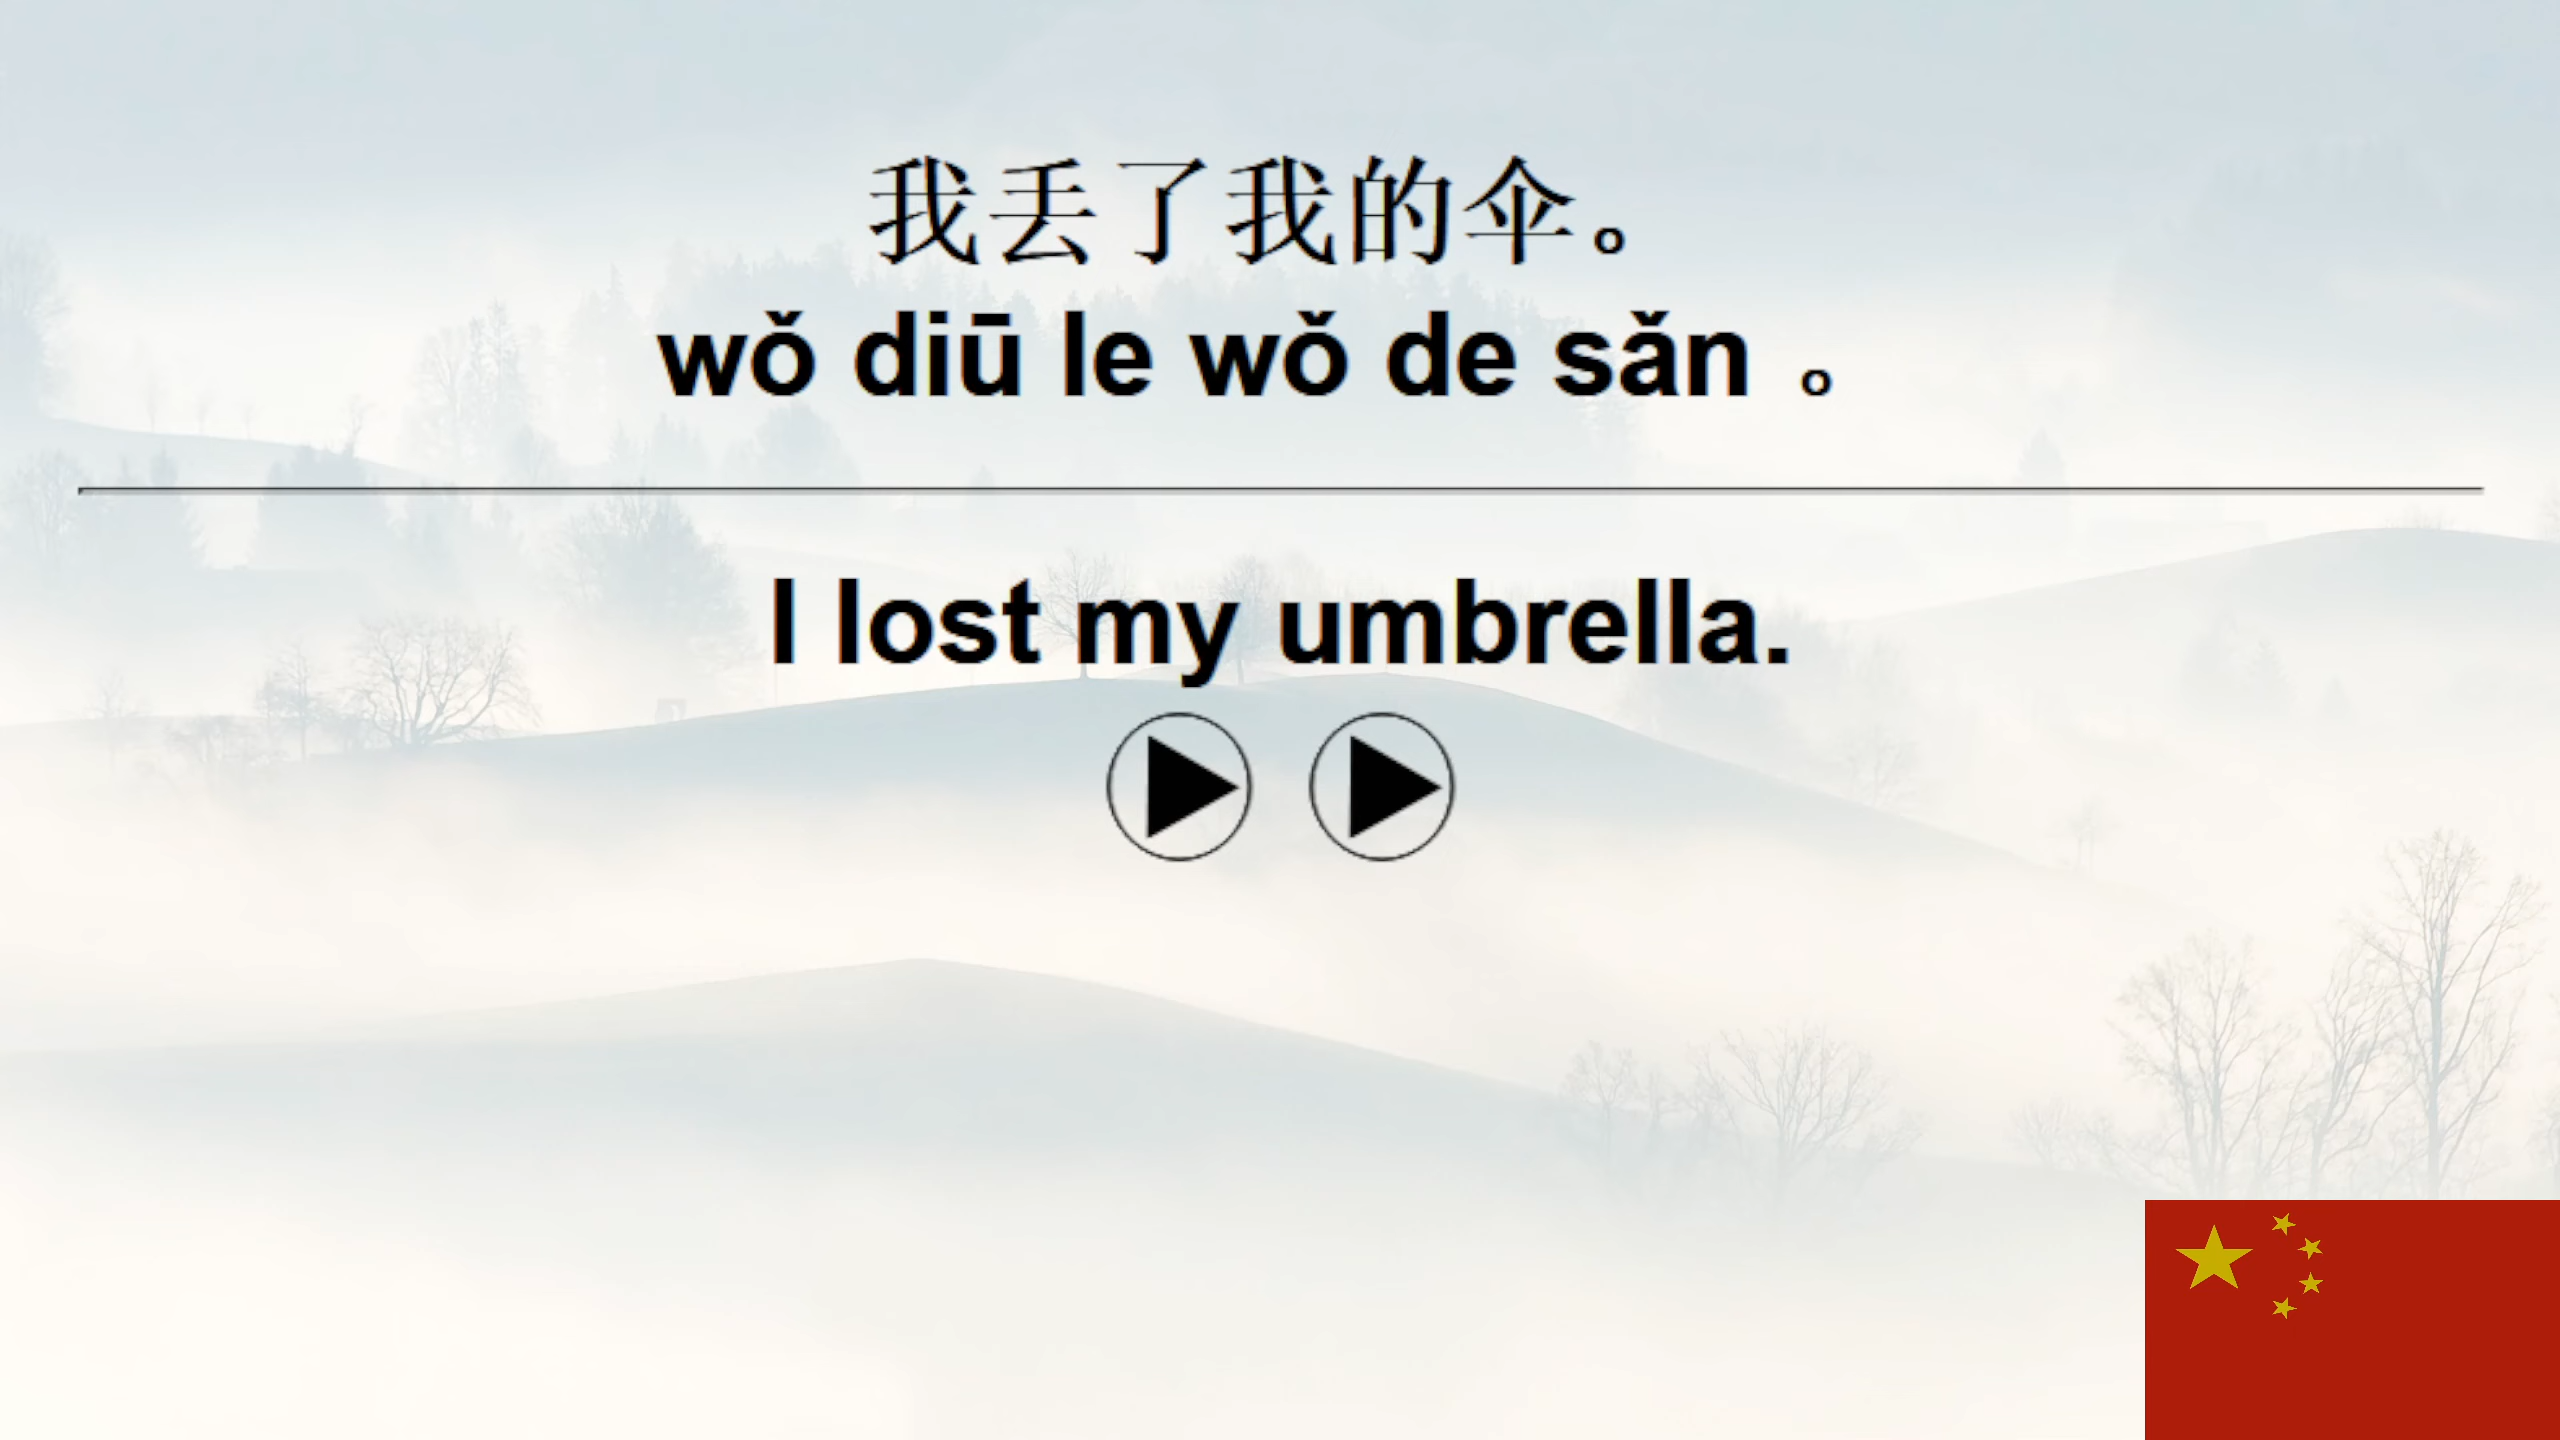 我丢了我的伞。
wǒ diū le wǒ de sǎn 。
I lost my umbrella.